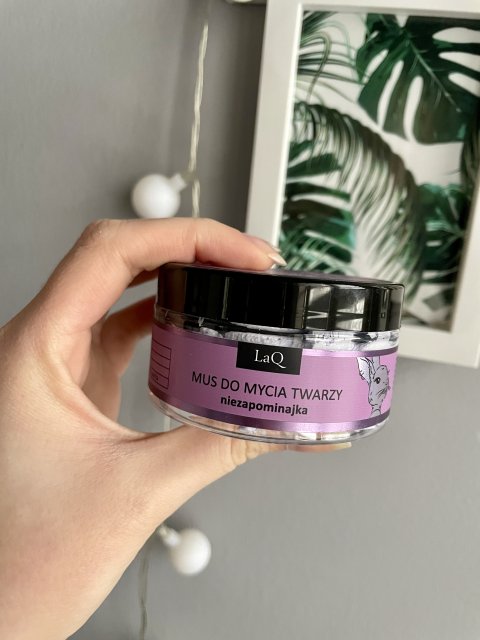 LaQ
MUS DO MYCIA TWARZY
niezapominajka